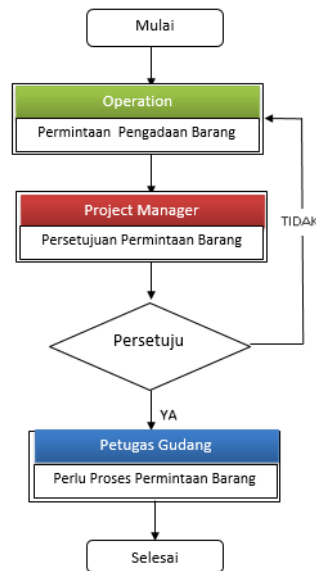 Mulai
Operation
Permintaan Pengadaan Barang
Project Manager
TIDAK
Persetujuan Permintaan Barang
Persetuju
YA
Petugas Gudang
Perlu Proses Permintaan Barang
Selesai